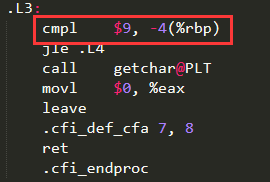 .L3:
cmpl $9, -4(%rbp)
jle .L4
call getchar@PLT
movl $0, %eax
leave
.cfi_def_cfa 7, 8
ret
.cfi_endproc